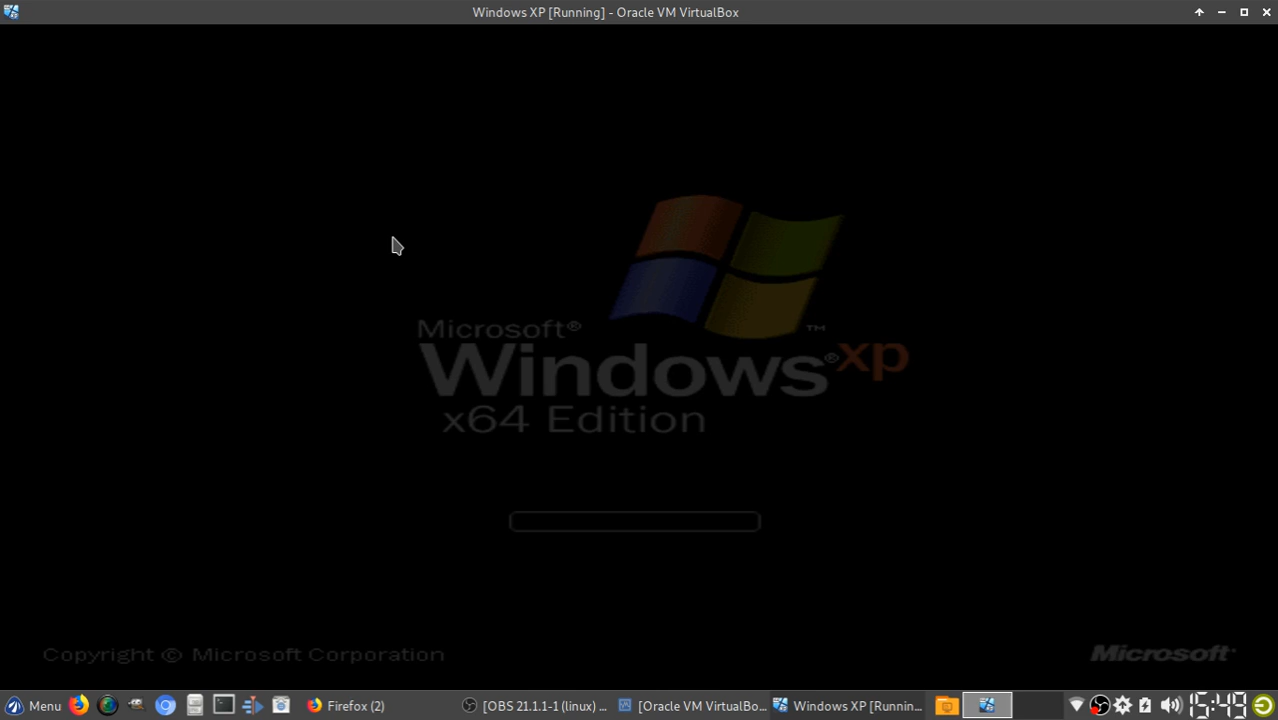 Windows XP [Running] - Oracle VM VirtualBox
Microsoft®
Windows®xp™
x64 Edition
Copyright © Microsoft Corporation
Microsoft®
Menu
Firefox (2)
[OBS 21.1.1-1 (linux) ...
[Oracle VM VirtualBo...
Windows XP [Runnin...
15:49